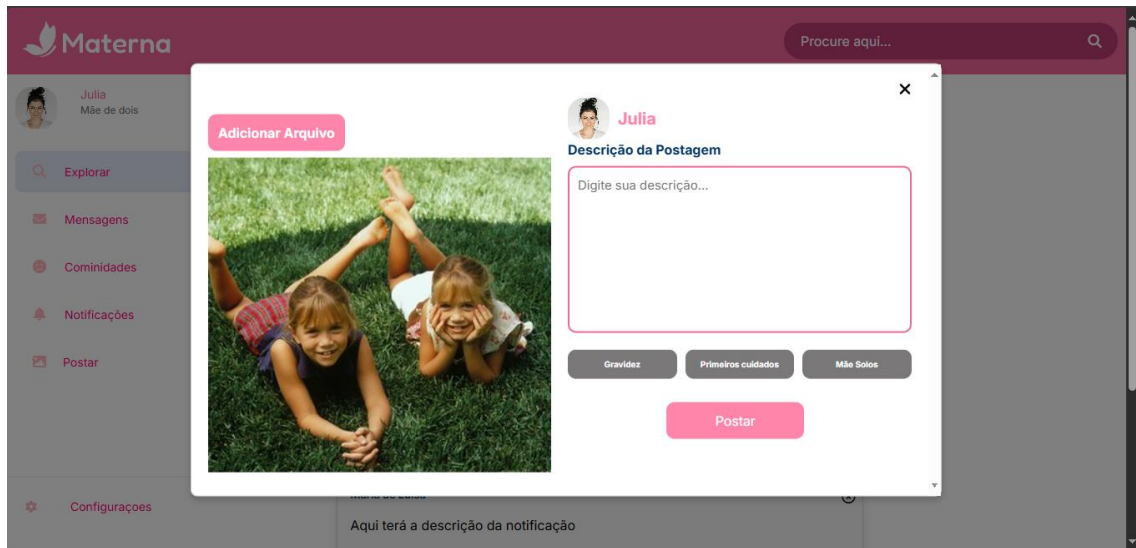 Materna
Procure aqui...
Julia
Mãe de dois
Explorar
Mensagens
Cominidades
Notificações
Postar
Configuraçoes
Adicionar Arquivo
Julia
Descrição da Postagem
Digite sua descrição...
Gravidez
Primeiros cuidados
Mãe Solos
Postar
Aqui terá a descrição da notificação